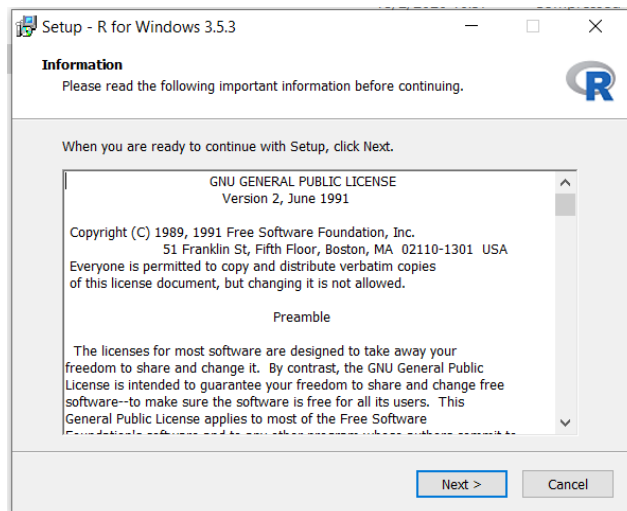 Setup - R for Windows 3.5.3
Information
Please read the following important information before continuing.
R
When you are ready to continue with Setup, click Next.
GNU GENERAL PUBLIC LICENSE
Version 2, June 1991
Copyright (C) 1989, 1991 Free Software Foundation, Inc.
51 Franklin St, Fifth Floor, Boston, MA  02110-1301  USA
Everyone is permitted to copy and distribute verbatim copies
of this license document, but changing it is not allowed.
Preamble
The licenses for most software are designed to take away your
freedom to share and change it.  By contrast, the GNU General Public
License is intended to guarantee your freedom to share and change free
software--to make sure the software is free for all its users.  This
General Public License applies to most of the Free Software
Next >
Cancel